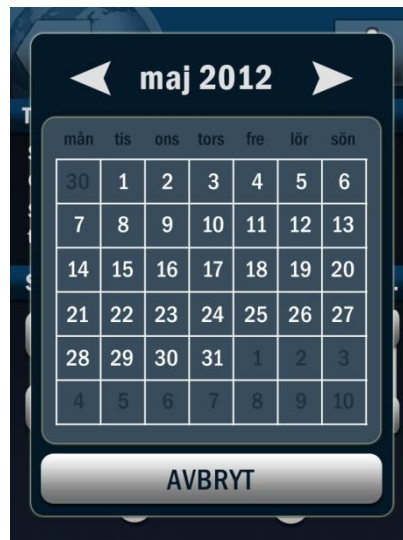 maj 2012
mån tis ons tors fre lör sön
30 1 2 3 4 5 6
7 8 9 10 11 12 13
14 15 16 17 18 19 20
21 22 23 24 25 26 27
28 29 30 31 1 2 3
4 5 6 7 8 9 10
AVBRYT